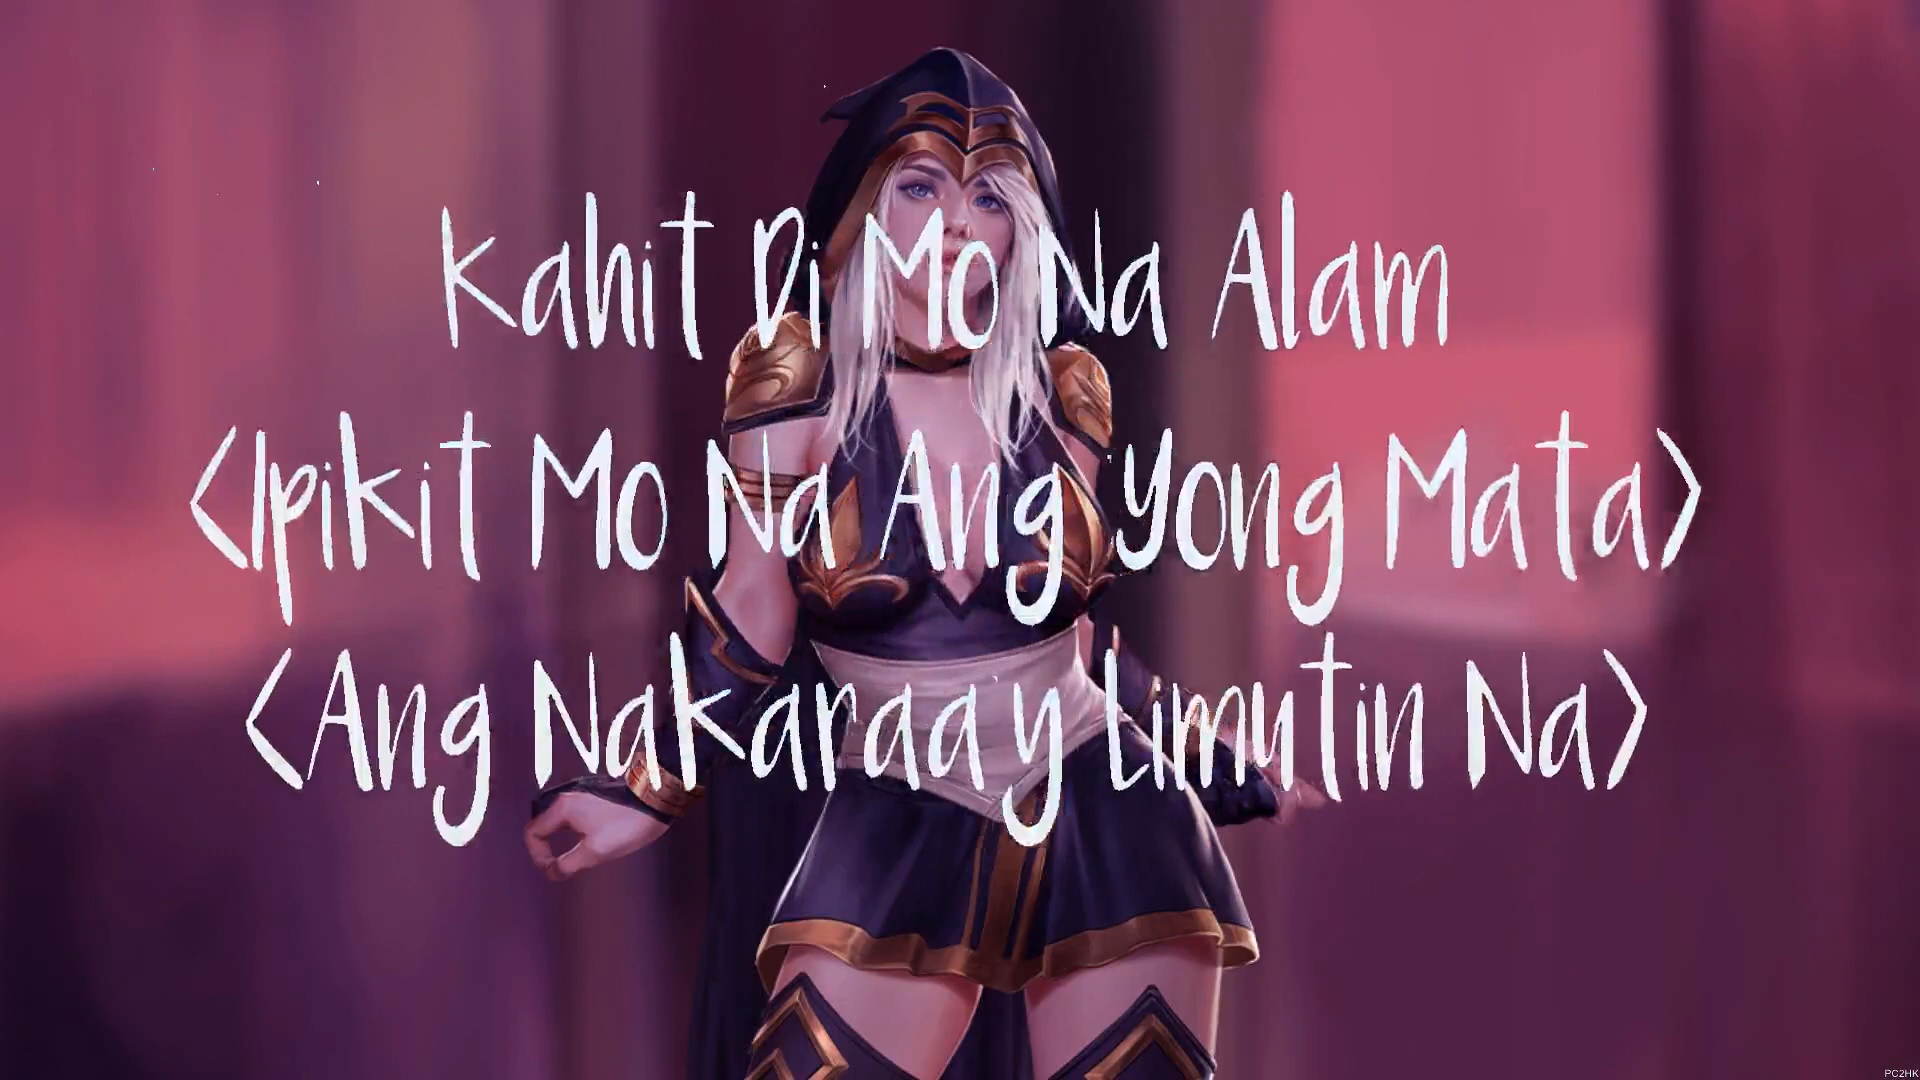 Kahit Di Mo Na Alam
<Ipikit Mo Na Ang 'Yong Mata>
<Ang Nakaraa'y Limutin Na>
PC2HK